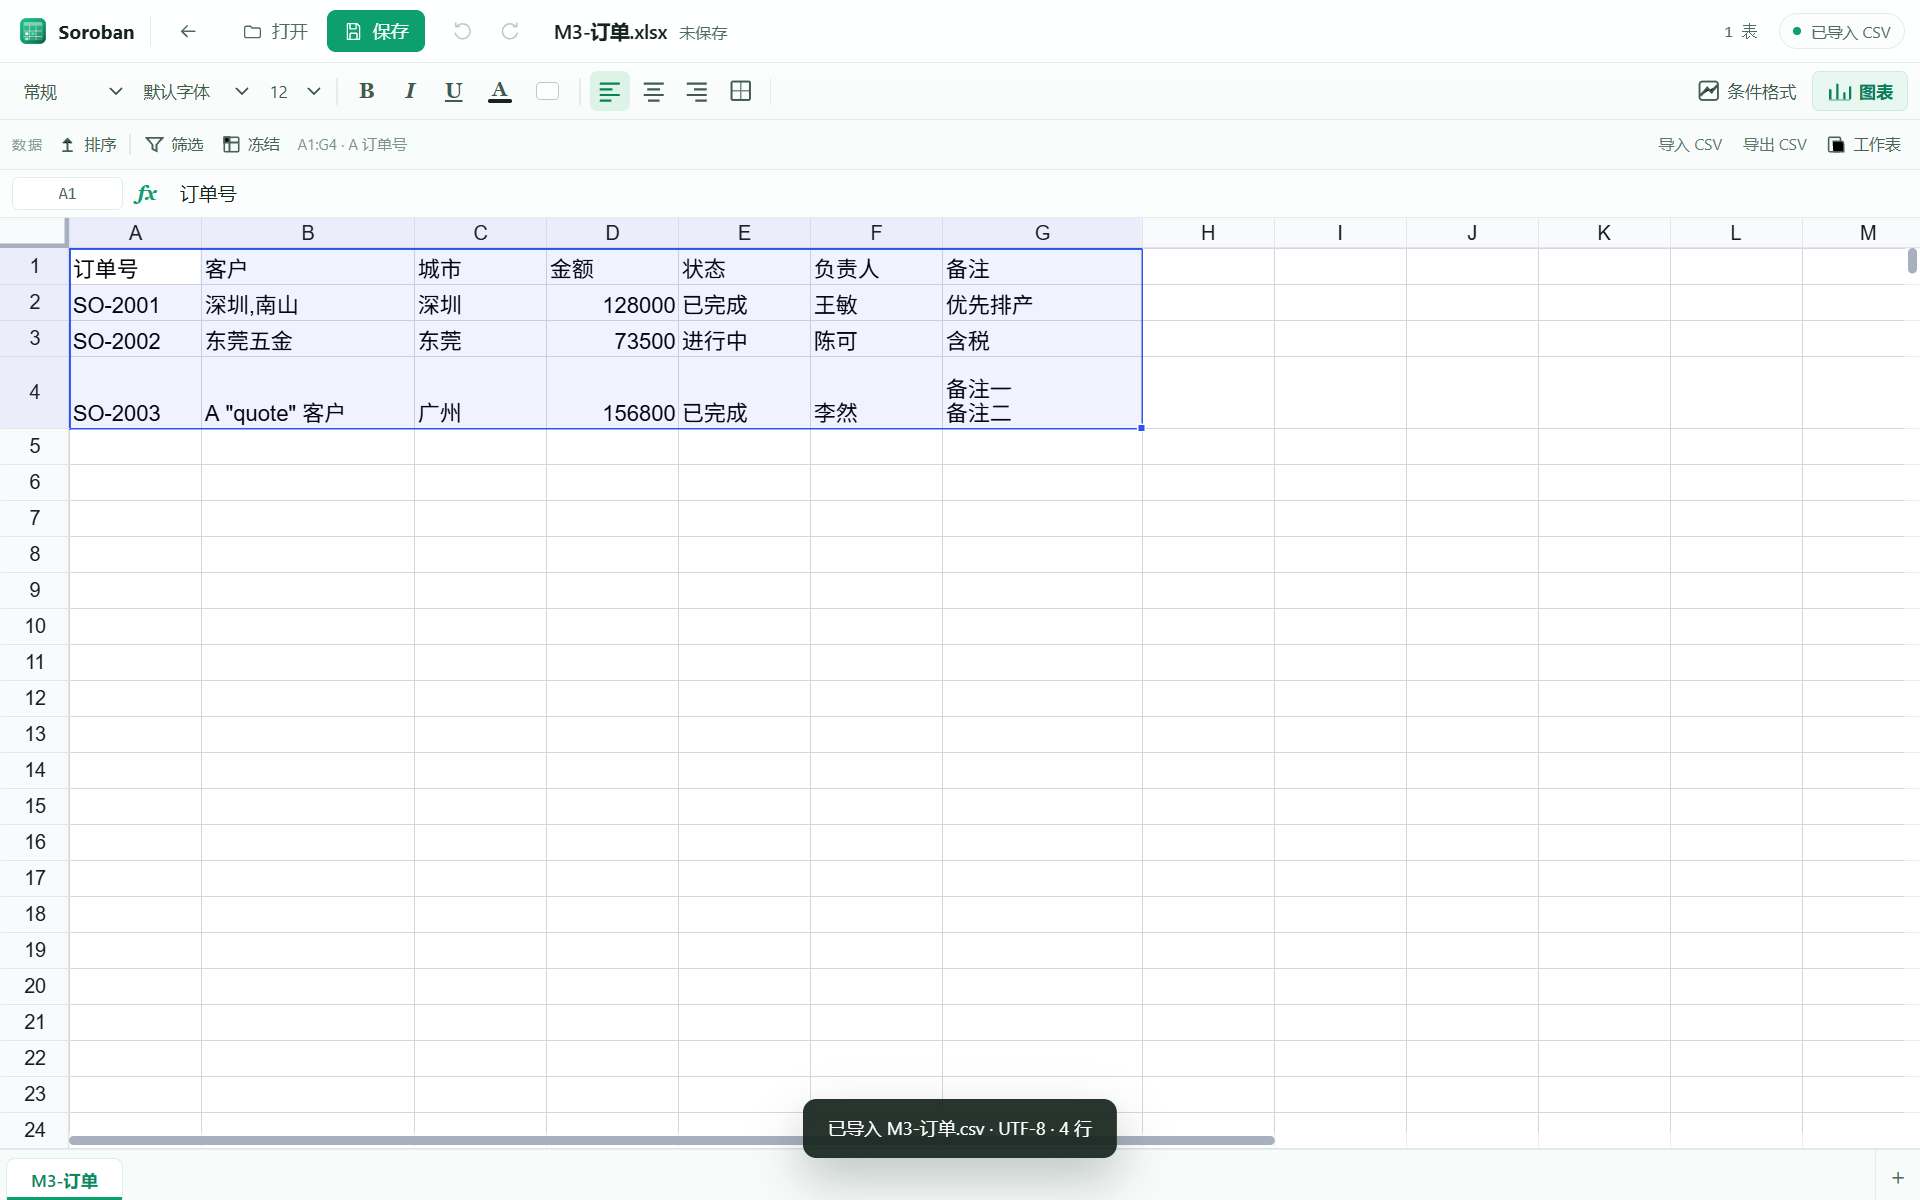 Soroban
打开
保存
M3-订单.xlsx 未保存
1 表
已导入 CSV
常规
默认字体
12
B I U A
条件格式
图表
数据 排序 筛选 冻结 A1:G4 · A 订单号
导入 CSV 导出 CSV 工作表
A1 fx 订单号
A B C D E F G H I J K L M
1 订单号 客户 城市 金额 状态 负责人 备注
2 SO-2001 深圳,南山 深圳 128000 已完成 王敏 优先排产
3 SO-2002 东莞五金 东莞 73500 进行中 陈可 含税
4 SO-2003 A "quote" 客户 广州 156800 已完成 李然 备注一
备注二
5
6
7
8
9
10
11
12
13
14
15
16
17
18
19
20
21
22
23
24
已导入 M3-订单.csv · UTF-8 · 4 行
M3-订单
+